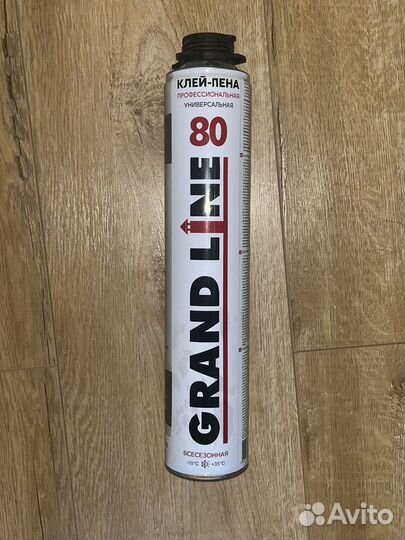 КЛЕЙ-ПЕНА
ПРОФЕССИОНАЛЬНАЯ
УНИВЕРСАЛЬНАЯ
80
GRAND LINE
ВСЕСЕЗОННАЯ
-10°C +35°C
Avito